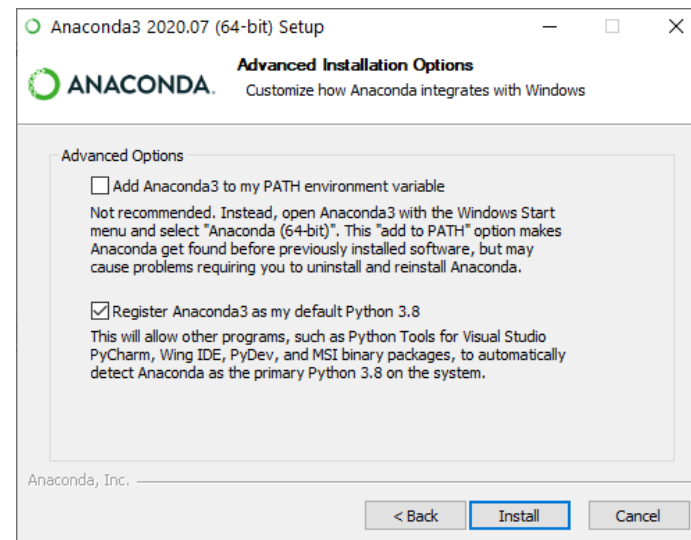 Anaconda3 2020.07 (64-bit) Setup
ANACONDA.
Advanced Installation Options
Customize how Anaconda integrates with Windows
Advanced Options
Add Anaconda3 to my PATH environment variable
Not recommended. Instead, open Anaconda3 with the Windows Start
menu and select "Anaconda (64-bit)". This "add to PATH" option makes
Anaconda get found before previously installed software, but may
cause problems requiring you to uninstall and reinstall Anaconda.
Register Anaconda3 as my default Python 3.8
This will allow other programs, such as Python Tools for Visual Studio
PyCharm, Wing IDE, PyDev, and MSI binary packages, to automatically
detect Anaconda as the primary Python 3.8 on the system.
Anaconda, Inc.
< Back
Install
Cancel